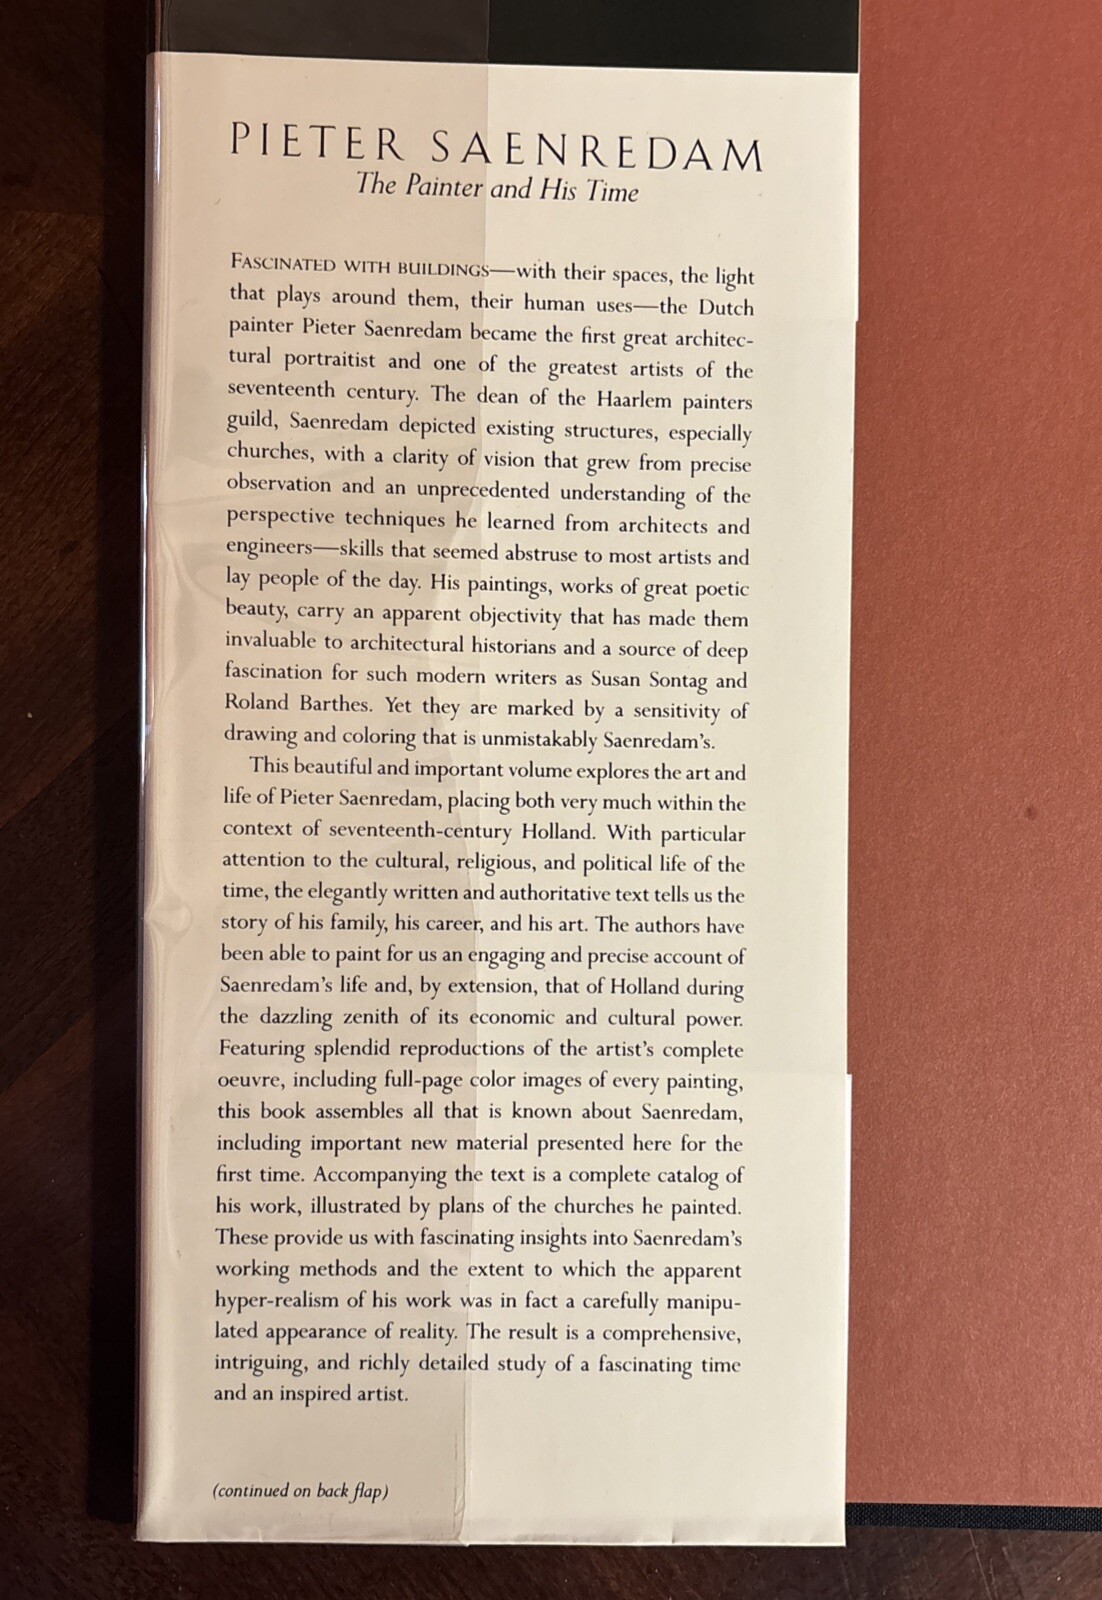 PIETER SAENREDAM
The Painter and His Time
FASCINATED WITH BUILDINGS—with their spaces, the light
that plays around them, their human uses—the Dutch
painter Pieter Saenredam became the first great architec-
tural portraitist and one of the greatest artists of the
seventeenth century. The dean of the Haarlem painters
guild, Saenredam depicted existing structures, especially
churches, with a clarity of vision that grew from precise
observation and an unprecedented understanding of the
perspective techniques he learned from architects and
engineers—skills that seemed abstruse to most artists and
lay people of the day. His paintings, works of great poetic
beauty, carry an apparent objectivity that has made them
invaluable to architectural historians and a source of deep
fascination for such modern writers as Susan Sontag and
Roland Barthes. Yet they are marked by a sensitivity of
drawing and coloring that is unmistakably Saenredam's.
This beautiful and important volume explores the art and
life of Pieter Saenredam, placing both very much within the
context of seventeenth-century Holland. With particular
attention to the cultural, religious, and political life of the
time, the elegantly written and authoritative text tells us the
story of his family, his career, and his art. The authors have
been able to paint for us an engaging and precise account of
Saenredam's life and, by extension, that of Holland during
the dazzling zenith of its economic and cultural power.
Featuring splendid reproductions of the artist's complete
oeuvre, including full-page color images of every painting,
this book assembles all that is known about Saenredam,
including important new material presented here for the
first time. Accompanying the text is a complete catalog of
his work, illustrated by plans of the churches he painted.
These provide us with fascinating insights into Saenredam's
working methods and the extent to which the apparent
hyper-realism of his work was in fact a carefully manipu-
lated appearance of reality. The result is a comprehensive,
intriguing, and richly detailed study of a fascinating time
and an inspired artist.
(continued on back flap)